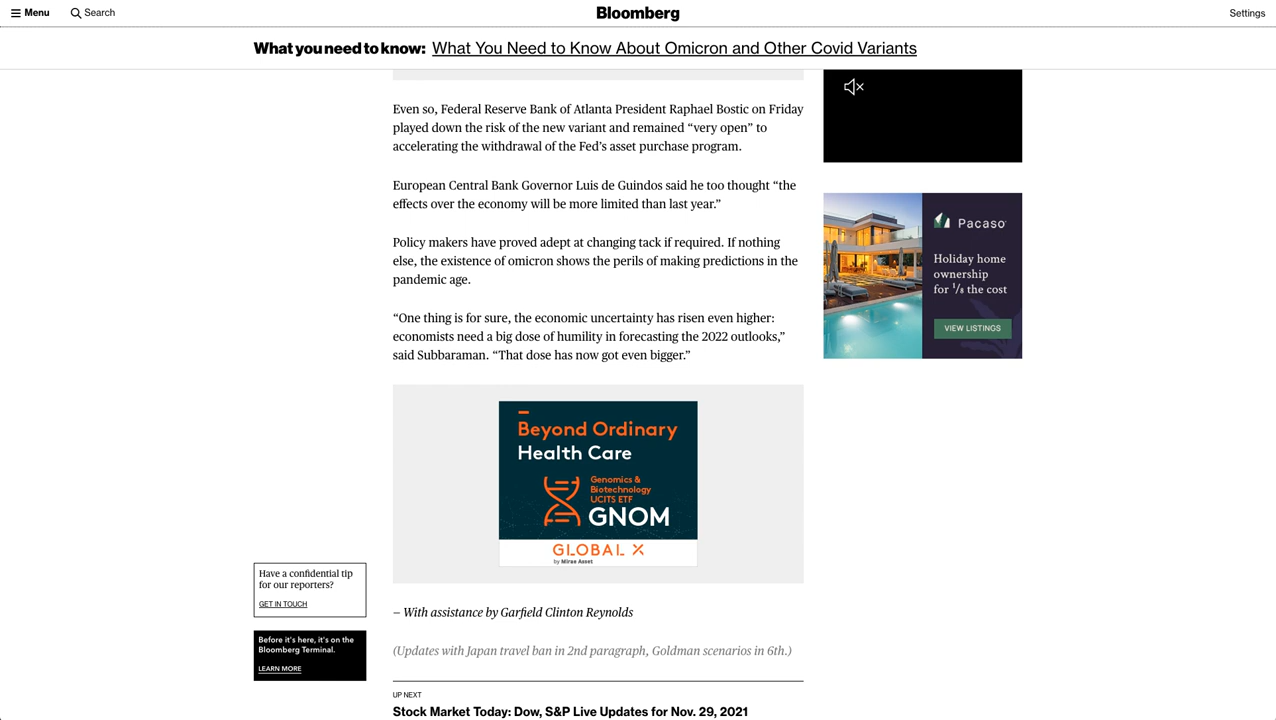 Menu
Search
Bloomberg
Settings
What you need to know: What You Need to Know About Omicron and Other Covid Variants
Even so, Federal Reserve Bank of Atlanta President Raphael Bostic on Friday
played down the risk of the new variant and remained “very open” to
accelerating the withdrawal of the Fed’s asset purchase program.
European Central Bank Governor Luis de Guindos said he too thought “the
effects over the economy will be more limited than last year.”
Policy makers have proved adept at changing tack if required. If nothing
else, the existence of omicron shows the perils of making predictions in the
pandemic age.
“One thing is for sure, the economic uncertainty has risen even higher:
economists need a big dose of humility in forecasting the 2022 outlooks,”
said Subbaraman. “That dose has now got even bigger.”
Pacaso
Holiday home
ownership
for 1/8 the cost
VIEW LISTINGS
Beyond Ordinary
Health Care
Genomics &
Biotechnology
UCITS ETF
GNOM
GLOBAL X
by Mirae Asset
Have a confidential tip
for our reporters?
GET IN TOUCH
Before it's here, it's on the
Bloomberg Terminal.
LEARN MORE
– With assistance by Garfield Clinton Reynolds
(Updates with Japan travel ban in 2nd paragraph, Goldman scenarios in 6th.)
UP NEXT
Stock Market Today: Dow, S&P Live Updates for Nov. 29, 2021